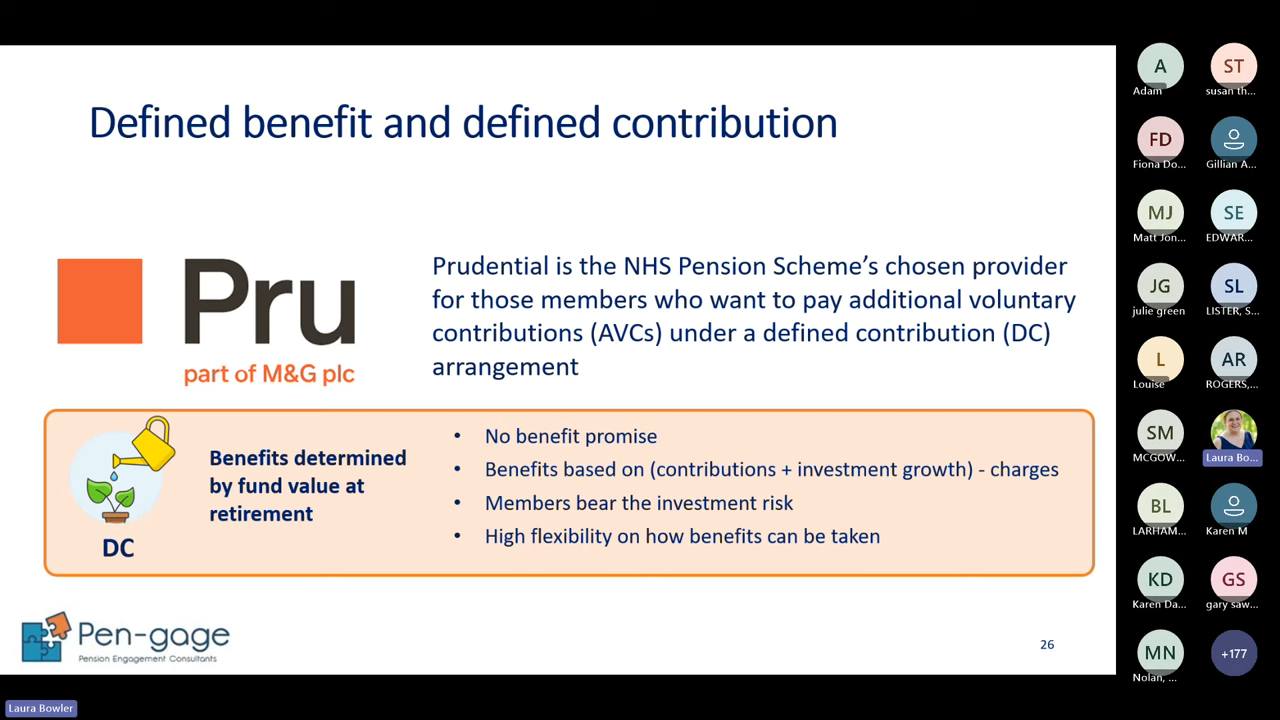 Defined benefit and defined contribution
Pru
part of M&G plc
Prudential is the NHS Pension Scheme's chosen provider
for those members who want to pay additional voluntary
contributions (AVCs) under a defined contribution (DC)
arrangement
DC
Benefits determined
by fund value at
retirement
• No benefit promise
• Benefits based on (contributions + investment growth) - charges
• Members bear the investment risk
• High flexibility on how benefits can be taken
Pen-gage
Pension Engagement Consultants
26
A
Adam
ST
susan th...
FD
Fiona Do...
Gillian A...
MJ
Matt Jon...
SE
EDWAR...
JG
julie green
SL
LISTER, S...
L
Louise
AR
ROGERS,...
SM
MCGOW...
Laura Bo...
BL
LARHAM...
Karen M
KD
Karen Da...
GS
gary saw...
MN
Nolan, ...
+177
Laura Bowler